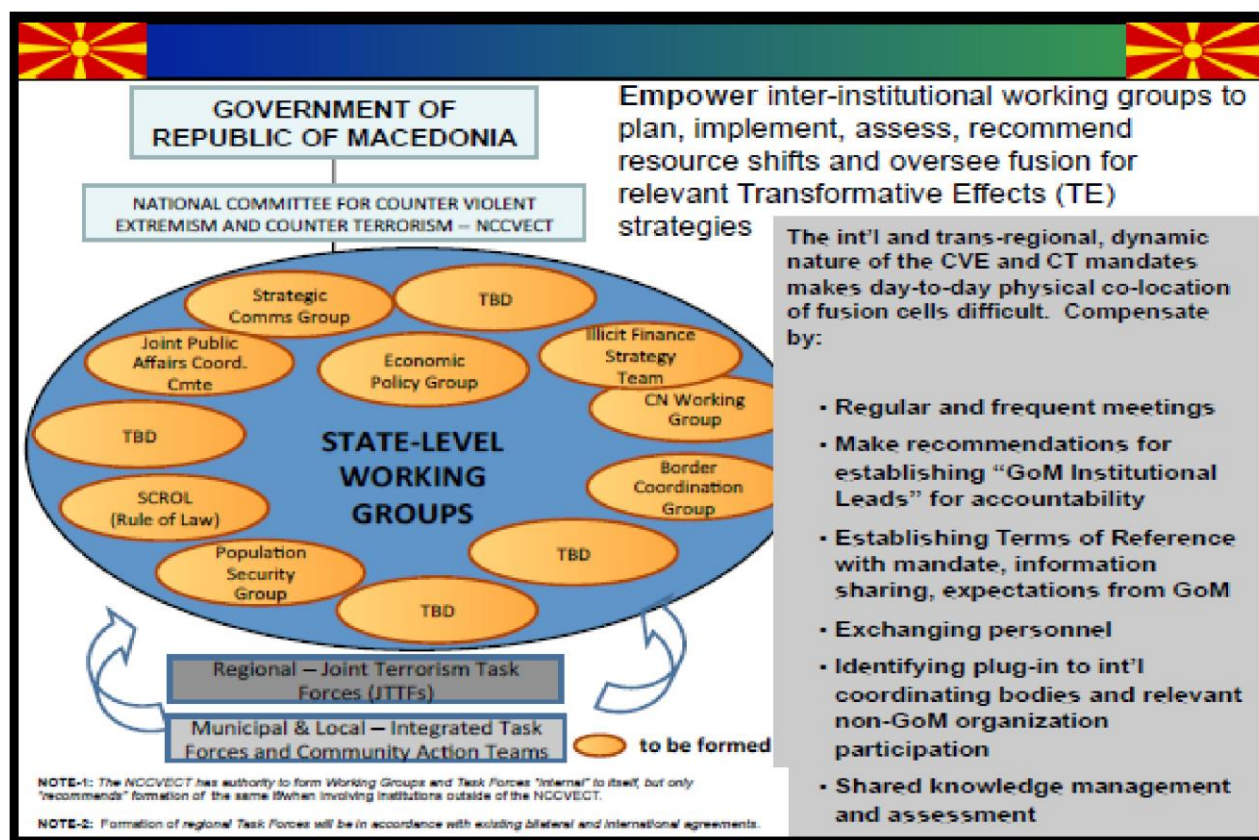 GOVERNMENT OF
REPUBLIC OF MACEDONIA
NATIONAL COMMITTEE FOR COUNTER VIOLENT
EXTREMISM AND COUNTER TERRORISM – NCCVECT
Empower inter-institutional working groups to
plan, implement, assess, recommend
resource shifts and oversee fusion for
relevant Transformative Effects (TE)
strategies
Strategic
Comms Group
TBD
Joint Public
Affairs Coord.
Cmte
Economic
Policy Group
Illicit Finance
Strategy
Team
CN Working
Group
TBD
STATE-LEVEL
WORKING
GROUPS
Border
Coordination
Group
SCROL
(Rule of Law)
TBD
Population
Security
Group
TBD
Regional – Joint Terrorism Task
Forces (JTTFs)
Municipal & Local – Integrated Task
Forces and Community Action Teams
to be formed
The int'l and trans-regional, dynamic
nature of the CVE and CT mandates
makes day-to-day physical co-location
of fusion cells difficult. Compensate
by:
▪ Regular and frequent meetings
▪ Make recommendations for
establishing “GoM Institutional
Leads” for accountability
▪ Establishing Terms of Reference
with mandate, information
sharing, expectations from GoM
▪ Exchanging personnel
▪ Identifying plug-in to int'l
coordinating bodies and relevant
non-GoM organization
participation
▪ Shared knowledge management
and assessment
NOTE-1: The NCCVECT has authority to form Working Groups and Task Forces "internal" to itself, but only
"recommends" formation of the same when involving institutions outside of the NCCVECT.
NOTE-2: Formation of regional Task Forces will be in accordance with existing bilateral and international agreements.